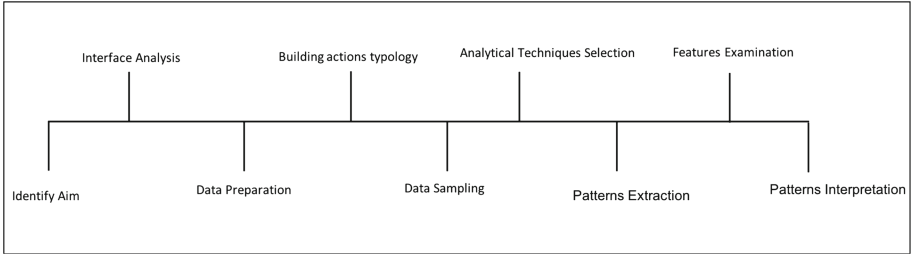 Interface Analysis
Building actions typology
Analytical Techniques Selection
Features Examination
Identify Aim
Data Preparation
Data Sampling
Patterns Extraction
Patterns Interpretation